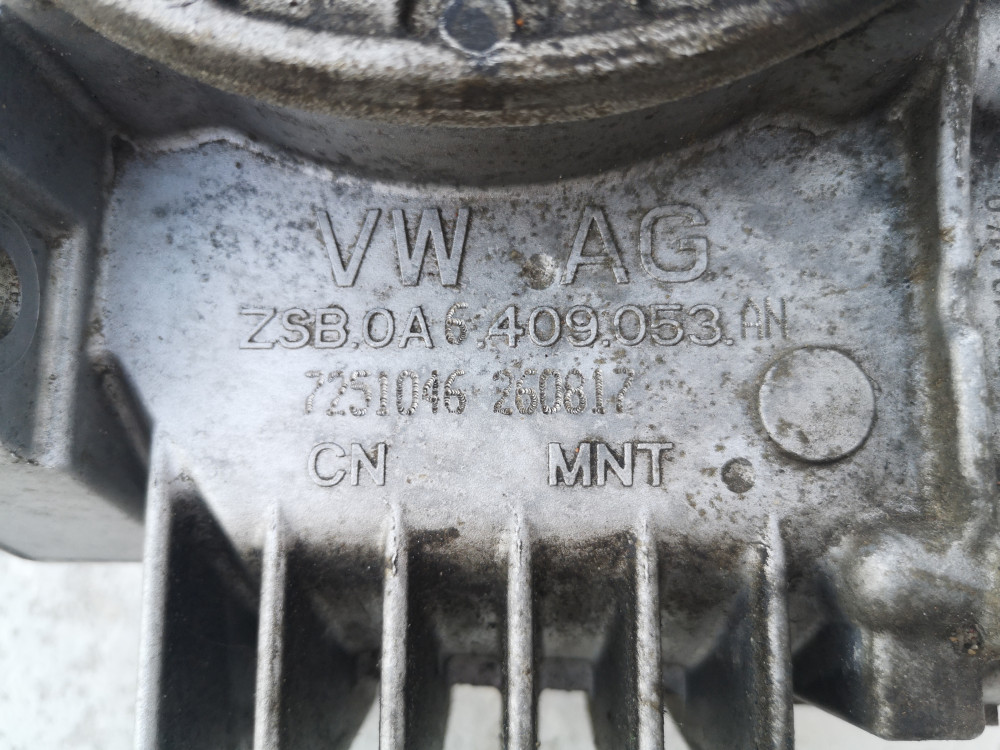 VW AG
ZSB.0A6.409.053.AN
7251046 260817
CN MNT